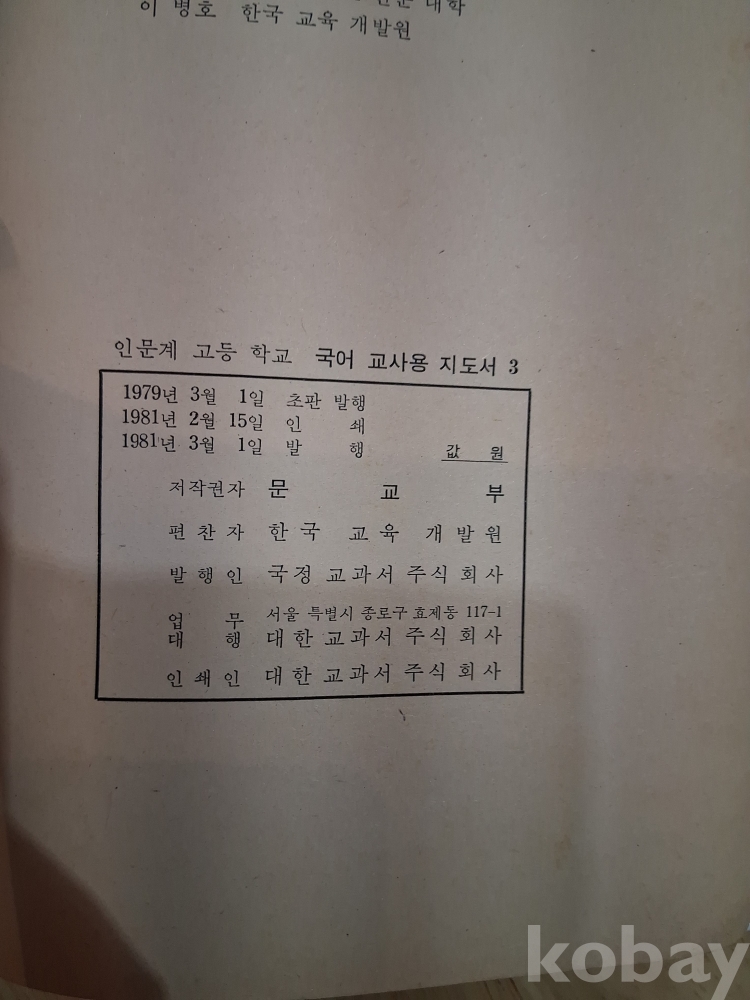 대학
이 병호 한국 교육 개발원
인문계 고등 학교 국어 교사용 지도서 3
1979년 3월 1일 초판 발행
1981년 2월 15일 인 쇄
1981년 3월 1일 발 행 값 원
저작권자 문 교 부
편찬자 한국 교육 개발원
발행인 국정 교과서 주식 회사
업 무 서울 특별시 종로구 효제동 117-1
대 행 대한 교과서 주식 회사
인쇄인 대한 교과서 주식 회사
kobay